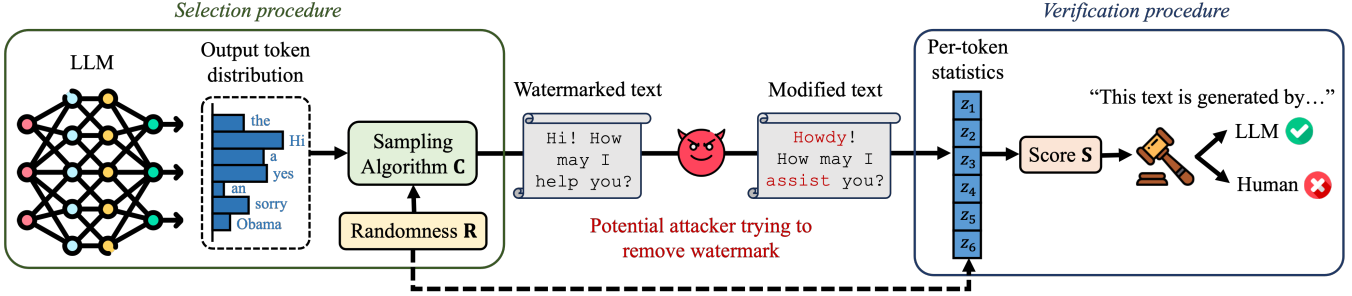 Selection procedure
Verification procedure
LLM
Output token
distribution
the
Hi
a
yes
an
sorry
Obama
Sampling
Algorithm C
Randomness R
Watermarked text
Hi! How
may I
help you?
Potential attacker trying to
remove watermark
Modified text
Howdy!
How may I
assist you?
Per-token
statistics
z₁
z₂
z₃
z₄
z₅
z₆
Score S
“This text is generated by…”
LLM
Human